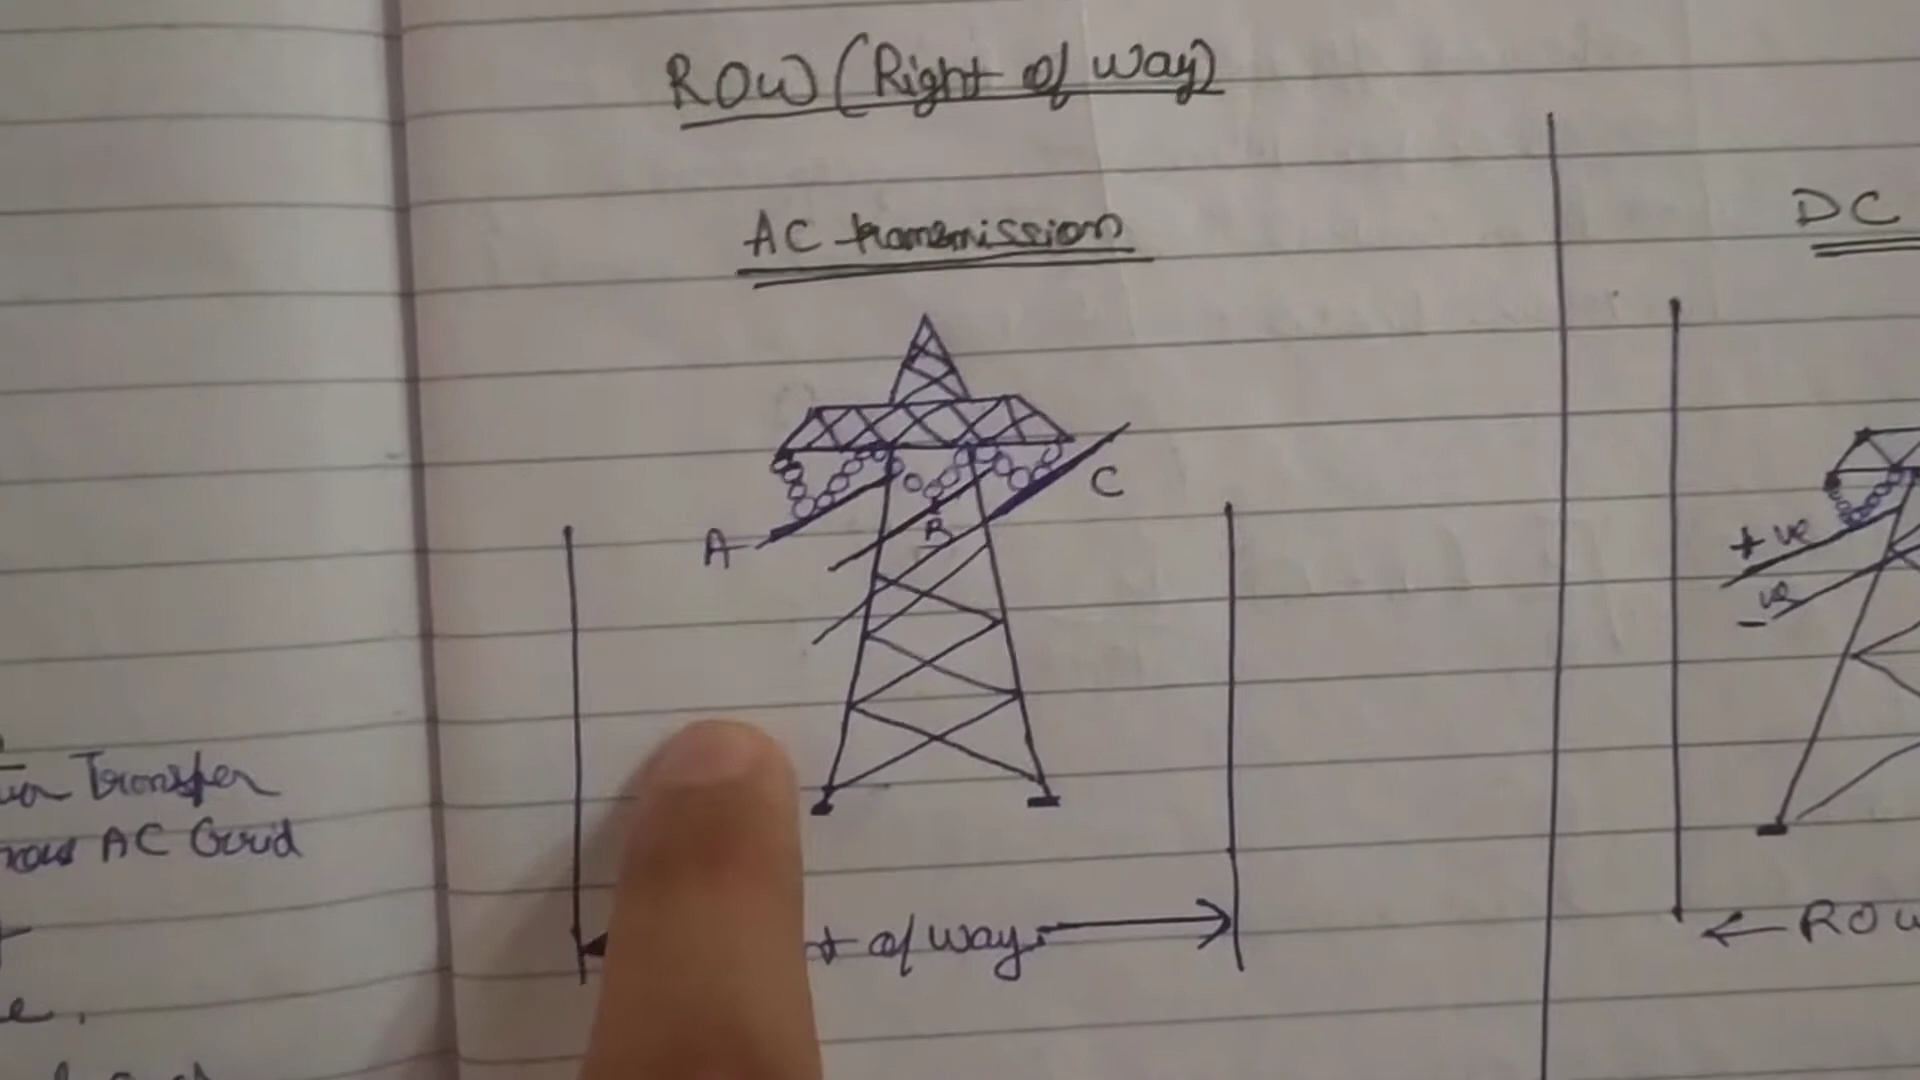 ROW (Right of Way)
AC transmission
A
B
C
of way
DC
+ve
-ve
ROW
Transfer
AC Grid